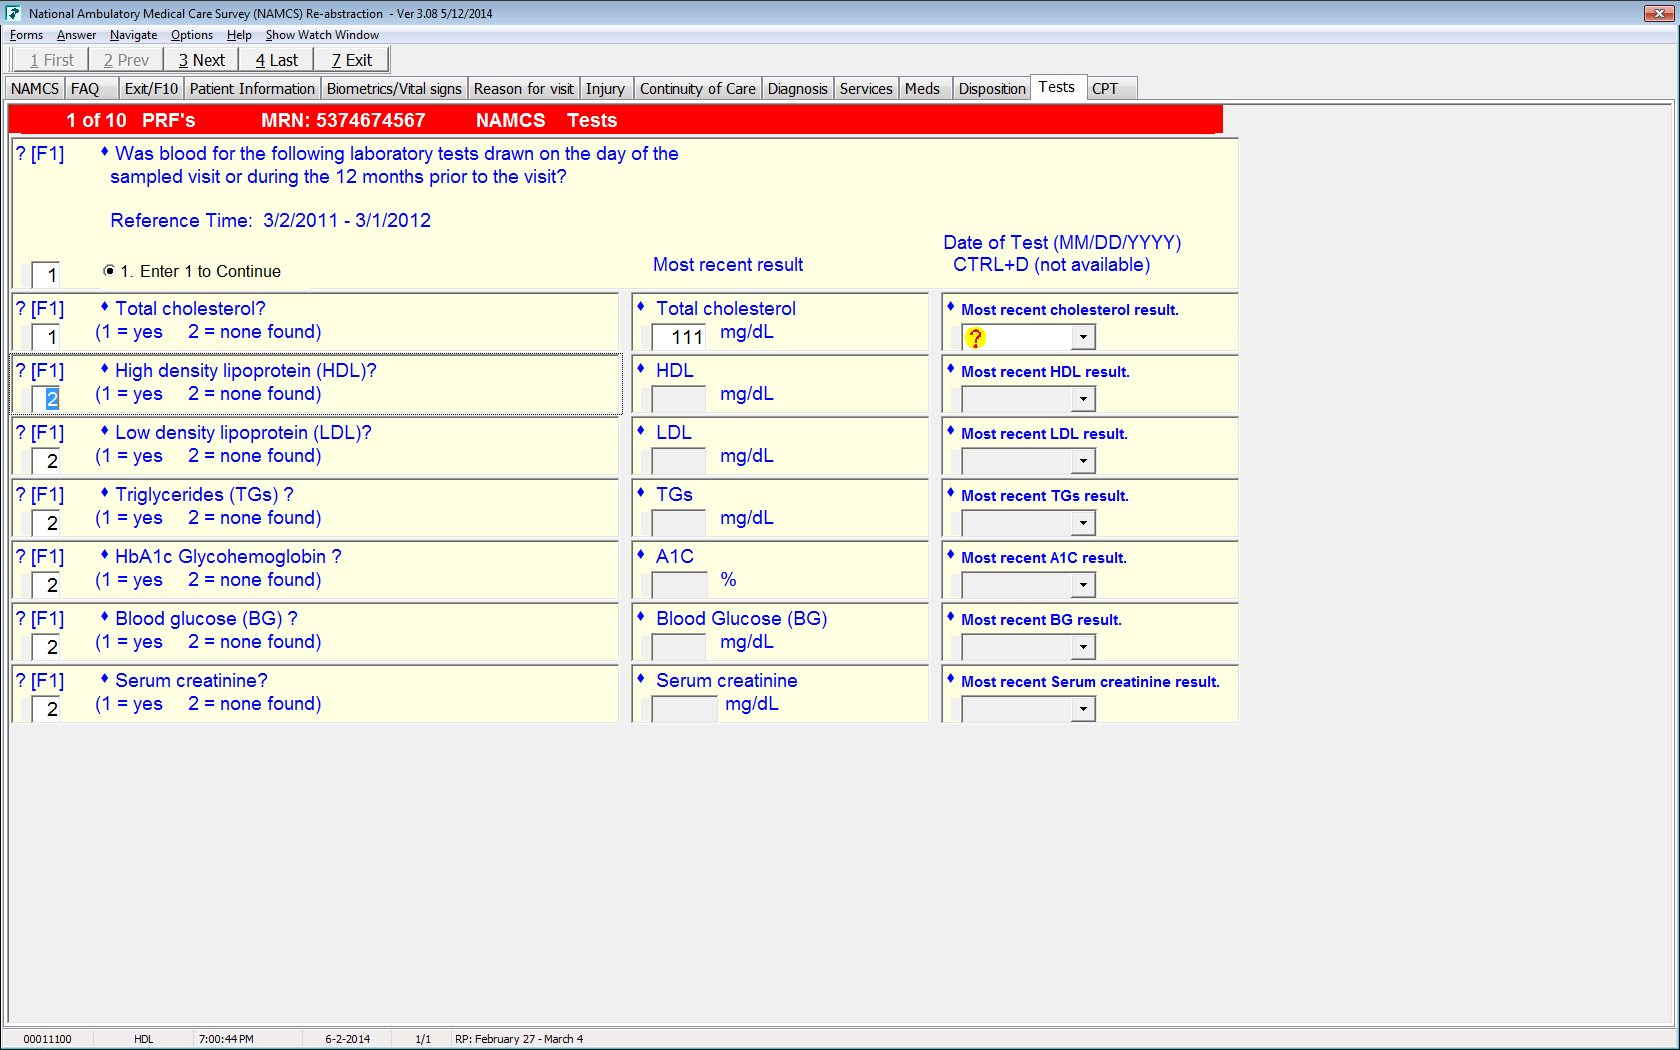 National Ambulatory Medical Care Survey (NAMCS) Re-abstraction - Ver 3.08 5/12/2014
Forms Answer Navigate Options Help Show Watch Window
1 First 2 Prev 3 Next 4 Last 7 Exit
NAMCS FAQ Exit/F10 Patient Information Biometrics/Vital signs Reason for visit Injury Continuity of Care Diagnosis Services Meds Disposition Tests CPT
1 of 10 PRF's MRN: 5374674567 NAMCS Tests
? [F1] ♦ Was blood for the following laboratory tests drawn on the day of the
sampled visit or during the 12 months prior to the visit?
Reference Time: 3/2/2011 - 3/1/2012
Date of Test (MM/DD/YYYY)
Most recent result CTRL+D (not available)
1 1. Enter 1 to Continue
? [F1] ♦ Total cholesterol? ♦ Total cholesterol ♦ Most recent cholesterol result.
1 (1 = yes 2 = none found) 111 mg/dL ?
? [F1] ♦ High density lipoprotein (HDL)? ♦ HDL ♦ Most recent HDL result.
2 (1 = yes 2 = none found) mg/dL
? [F1] ♦ Low density lipoprotein (LDL)? ♦ LDL ♦ Most recent LDL result.
2 (1 = yes 2 = none found) mg/dL
? [F1] ♦ Triglycerides (TGs) ? ♦ TGs ♦ Most recent TGs result.
2 (1 = yes 2 = none found) mg/dL
? [F1] ♦ HbA1c Glycohemoglobin ? ♦ A1C ♦ Most recent A1C result.
2 (1 = yes 2 = none found) %
? [F1] ♦ Blood glucose (BG) ? ♦ Blood Glucose (BG) ♦ Most recent BG result.
2 (1 = yes 2 = none found) mg/dL
? [F1] ♦ Serum creatinine? ♦ Serum creatinine ♦ Most recent Serum creatinine result.
2 (1 = yes 2 = none found) mg/dL
00011100 HDL 7:00:44 PM 6-2-2014 1/1 RP: February 27 - March 4